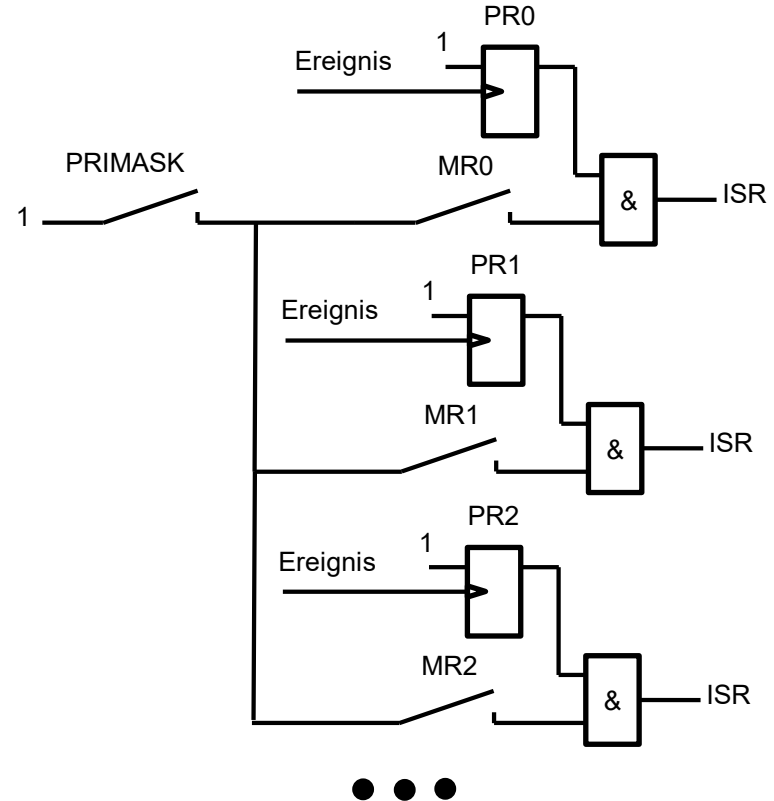 PR0
1
Ereignis
PRIMASK
MR0
1
&
ISR
PR1
1
Ereignis
MR1
&
ISR
PR2
1
Ereignis
MR2
&
ISR